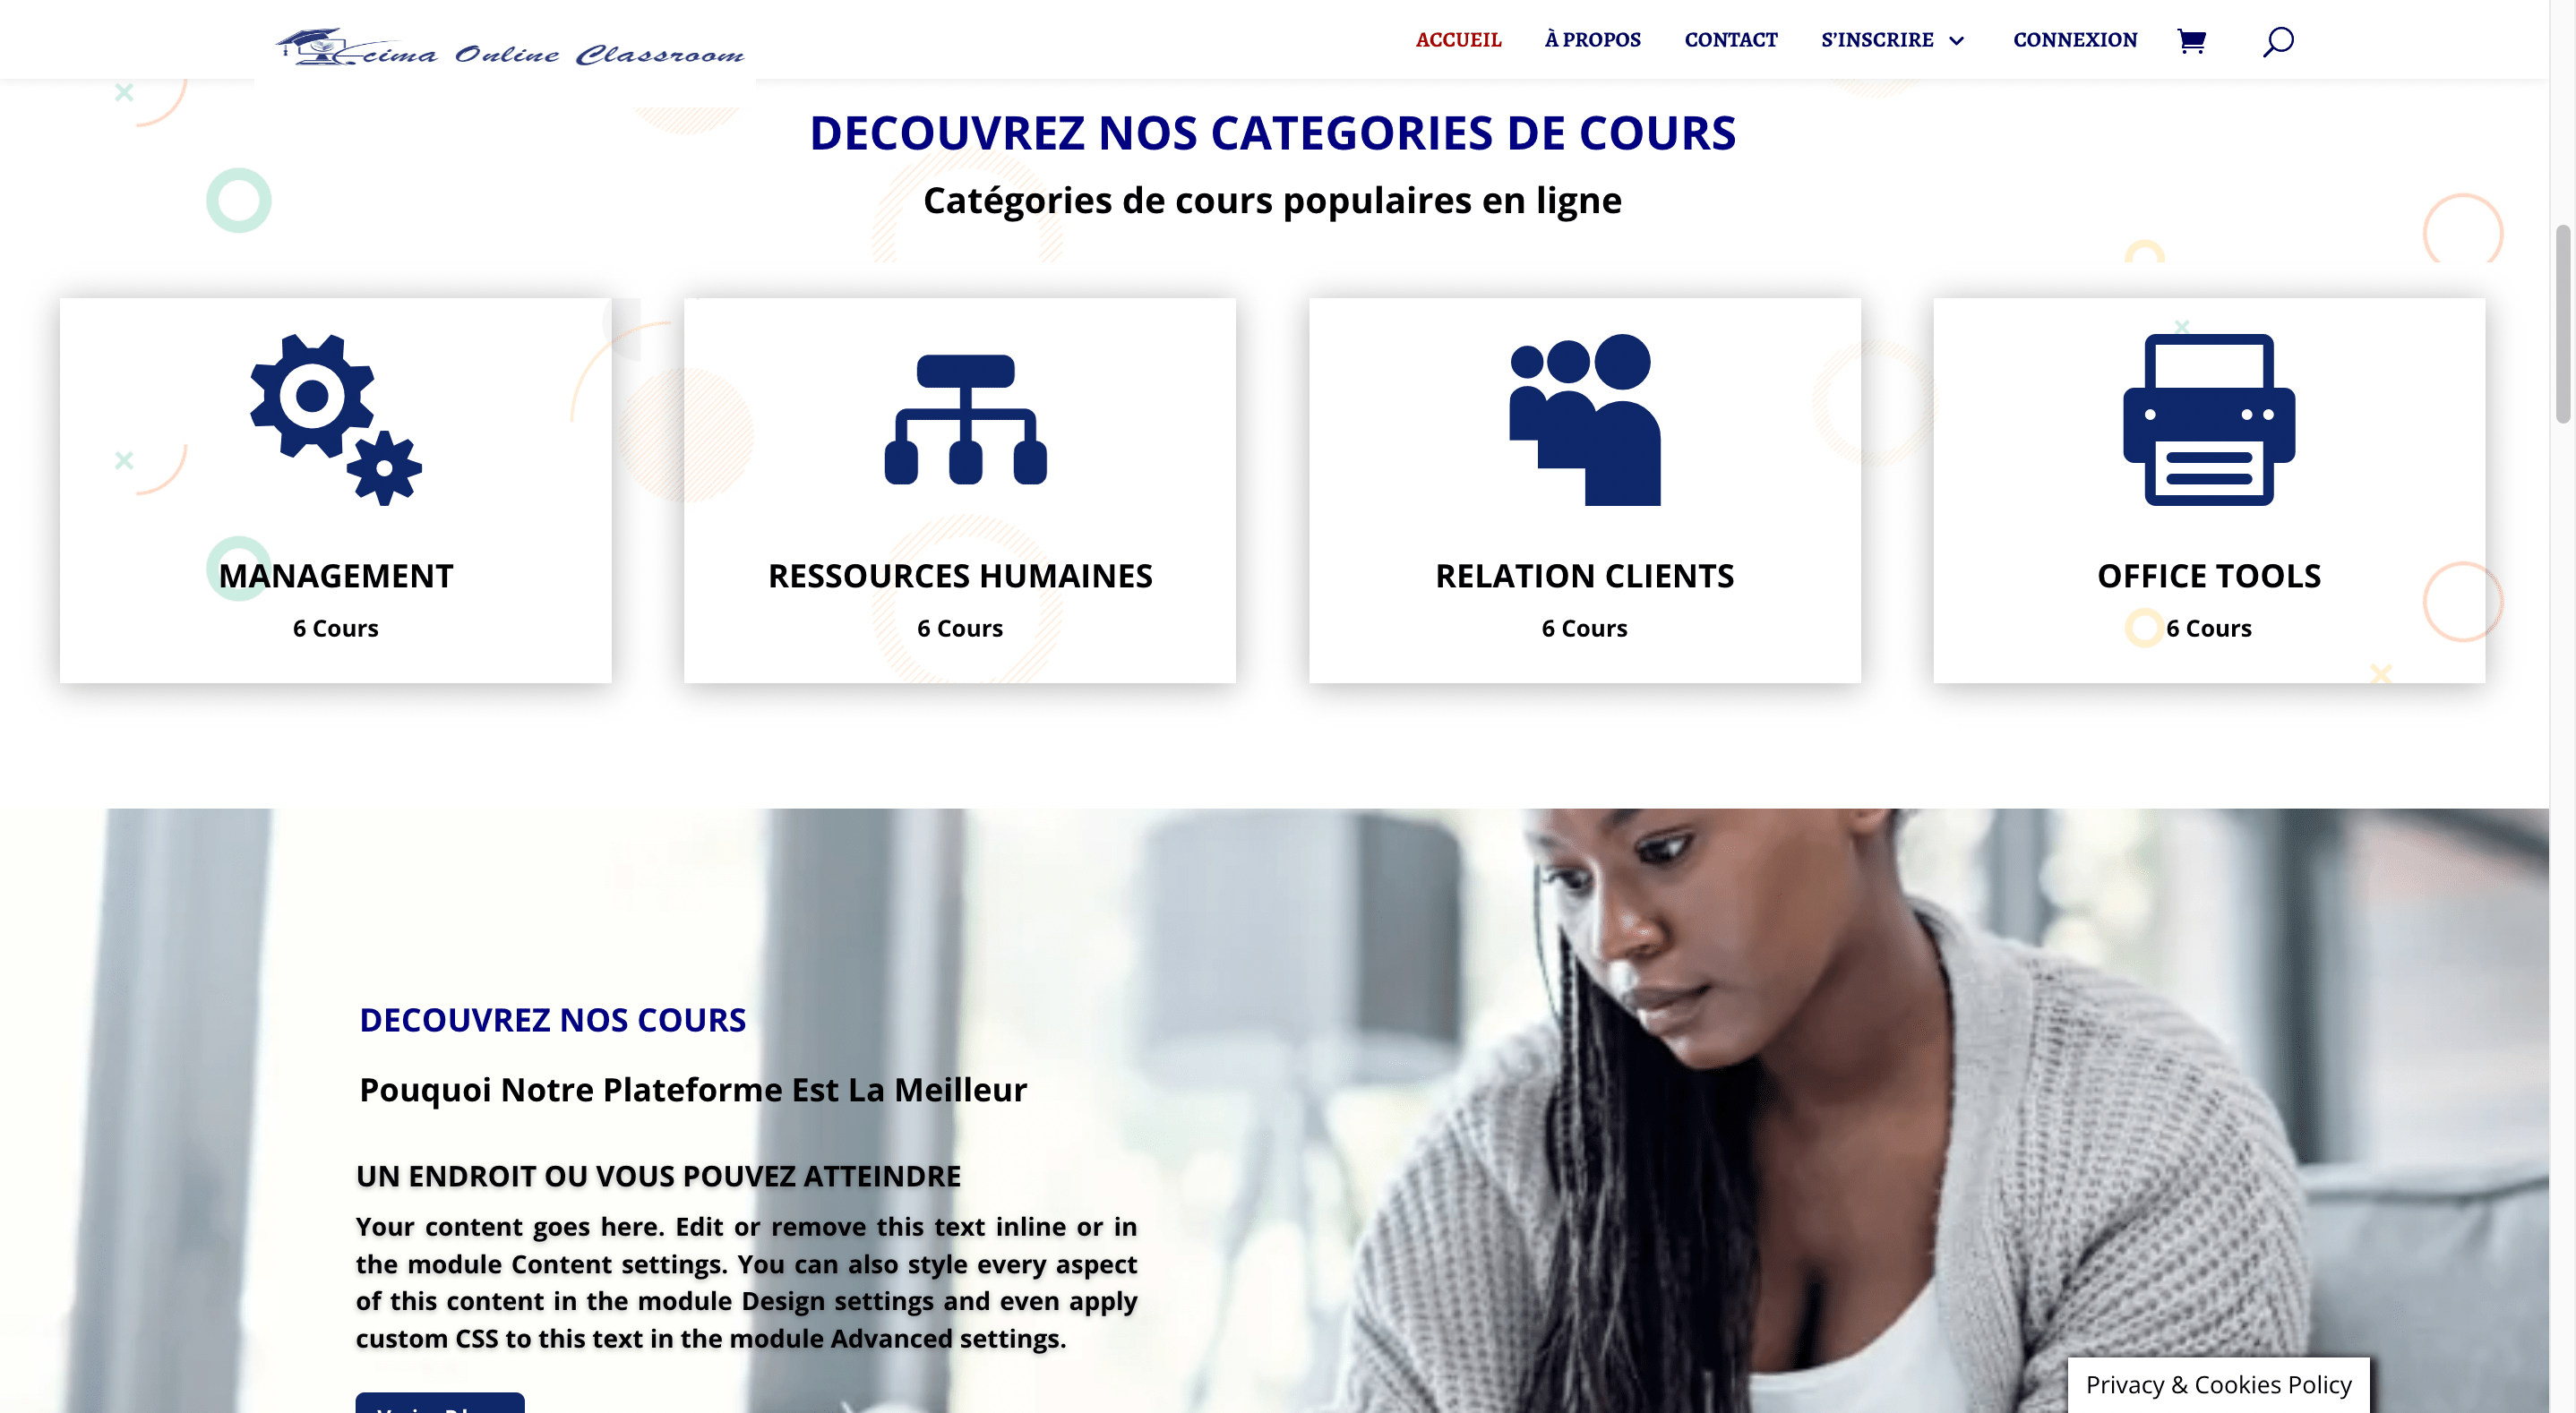 Ecima Online Classroom
ACCUEIL À PROPOS CONTACT S'INSCRIRE CONNEXION
DECOUVREZ NOS CATEGORIES DE COURS
Catégories de cours populaires en ligne
MANAGEMENT
6 Cours
RESSOURCES HUMAINES
6 Cours
RELATION CLIENTS
6 Cours
OFFICE TOOLS
6 Cours
DECOUVREZ NOS COURS
Pouquoi Notre Plateforme Est La Meilleur
UN ENDROIT OU VOUS POUVEZ ATTEINDRE
Your content goes here. Edit or remove this text inline or in
the module Content settings. You can also style every aspect
of this content in the module Design settings and even apply
custom CSS to this text in the module Advanced settings.
Privacy & Cookies Policy